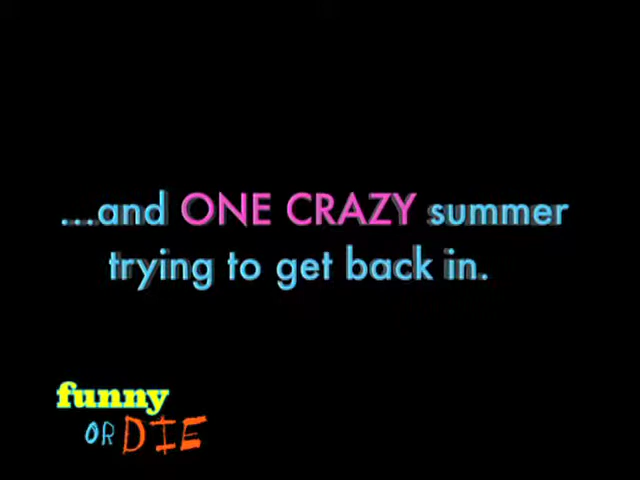 ...and ONE CRAZY summer
trying to get back in.
funny
OR DIE